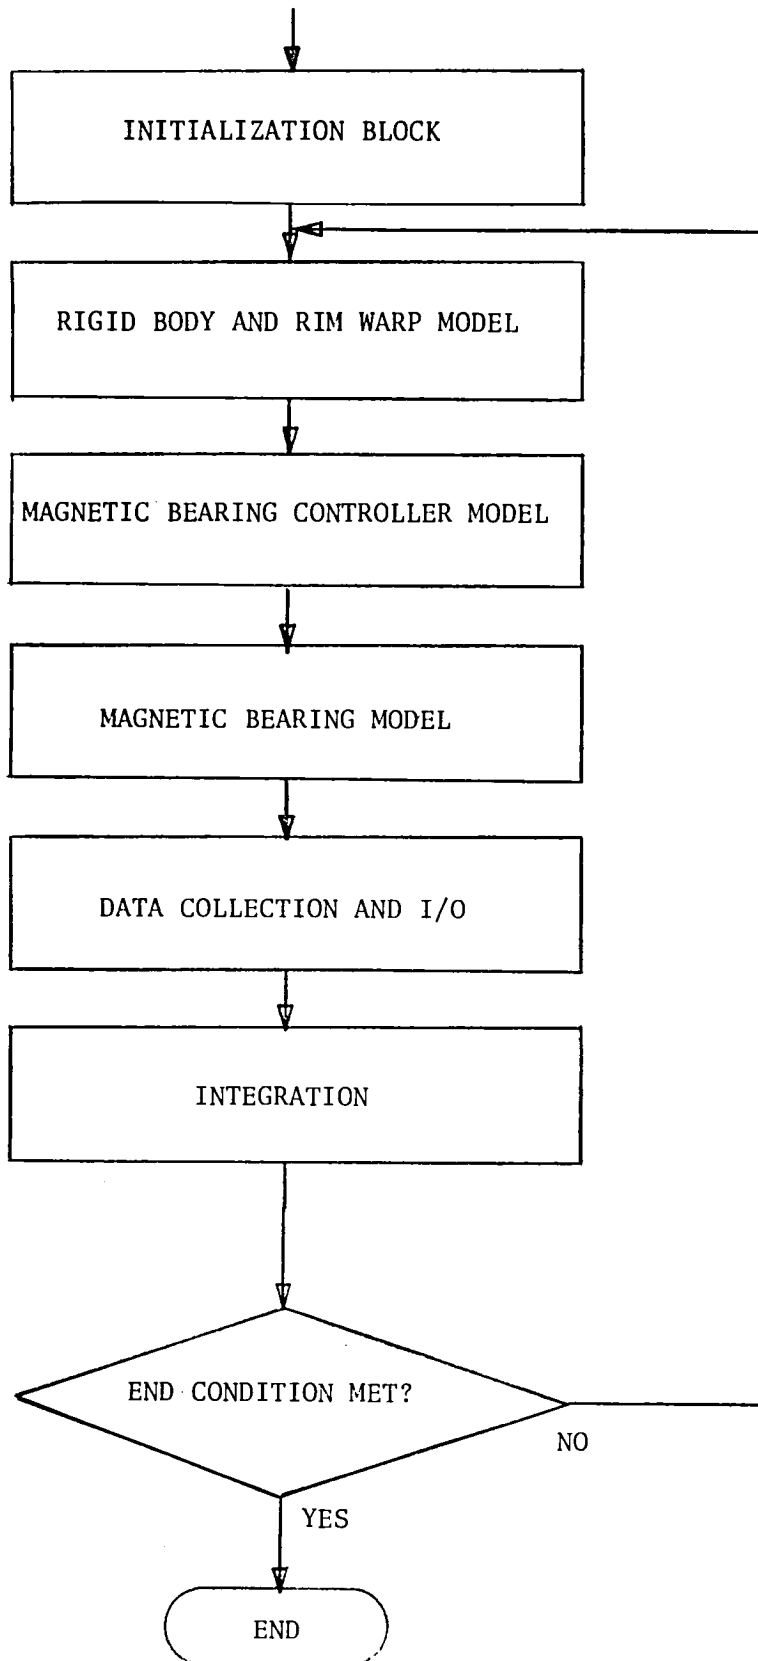 INITIALIZATION BLOCK
RIGID BODY AND RIM WARP MODEL
MAGNETIC BEARING CONTROLLER MODEL
MAGNETIC BEARING MODEL
DATA COLLECTION AND I/O
INTEGRATION
END CONDITION MET?
NO
YES
END